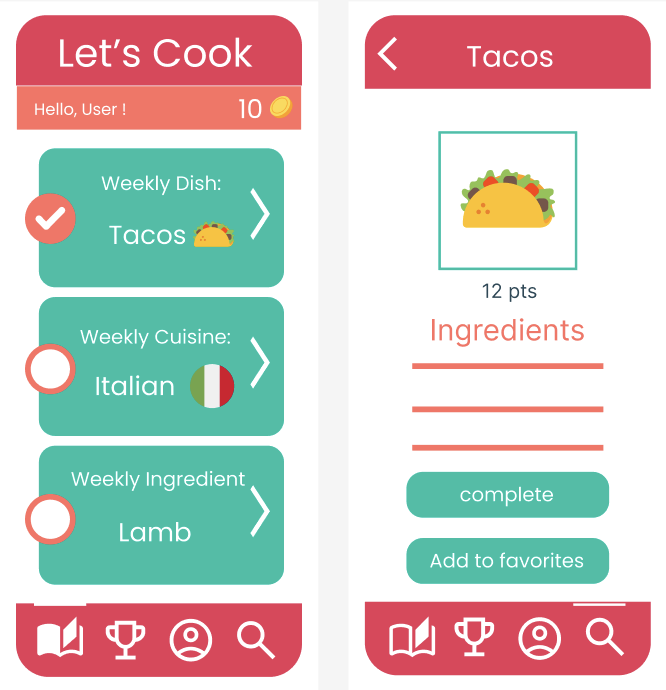 Let's Cook
Hello, User !
10
Weekly Dish:
Tacos
Weekly Cuisine:
Italian
Weekly Ingredient
Lamb
Tacos
12 pts
Ingredients
complete
Add to favorites